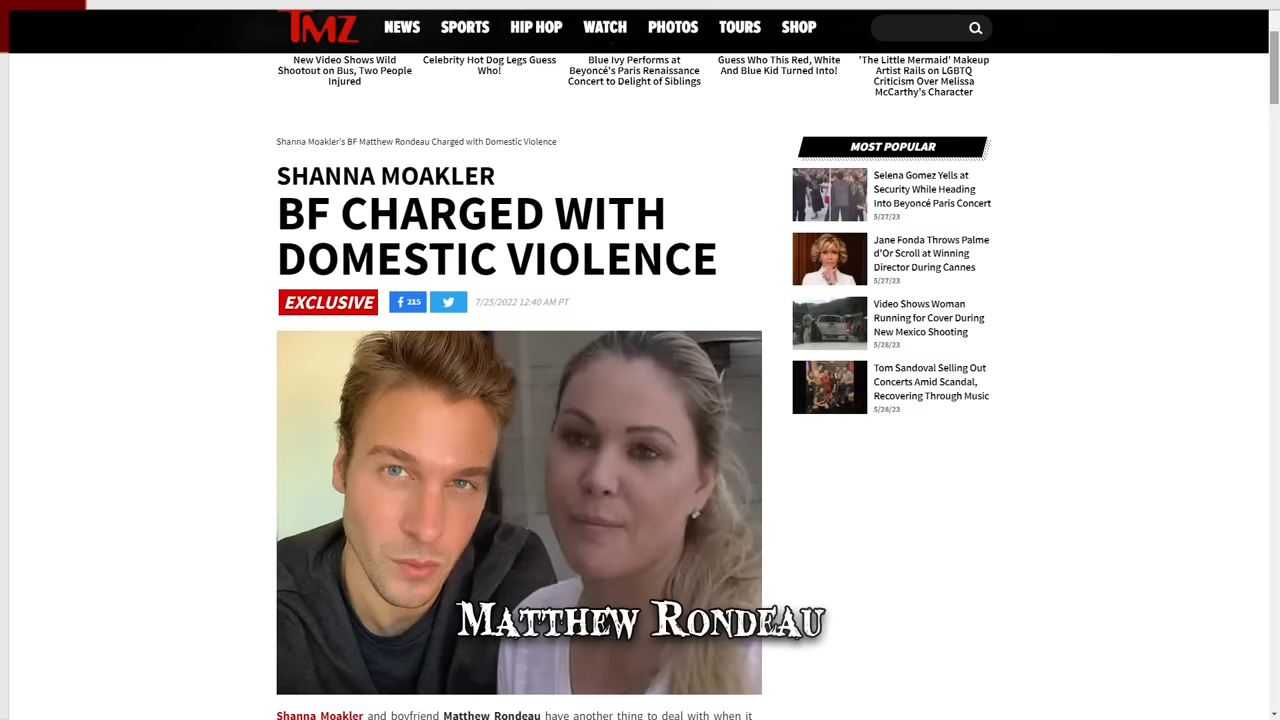 TMZ
NEWS SPORTS HIP HOP WATCH PHOTOS TOURS SHOP
New Video Shows Wild
Shootout on Bus, Two People
Injured
Celebrity Hot Dog Legs Guess
Who!
Blue Ivy Performs at
Beyoncé's Paris Renaissance
Concert to Delight of Siblings
Guess Who This Red, White
And Blue Kid Turned Into!
'The Little Mermaid' Makeup
Artist Rails on LGBTQ
Criticism Over Melissa
McCarthy's Character
Shanna Moakler's BF Matthew Rondeau Charged with Domestic Violence
SHANNA MOAKLER
BF CHARGED WITH
DOMESTIC VIOLENCE
EXCLUSIVE
215
7/25/2022 12:40 AM PT
MATTHEW RONDEAU
Shanna Moakler and boyfriend Matthew Rondeau have another thing to deal with when it
MOST POPULAR
Selena Gomez Yells at
Security While Heading
Into Beyoncé Paris Concert
5/27/23
Jane Fonda Throws Palme
d'Or Scroll at Winning
Director During Cannes
5/27/23
Video Shows Woman
Running for Cover During
New Mexico Shooting
5/28/23
Tom Sandoval Selling Out
Concerts Amid Scandal,
Recovering Through Music
5/28/23